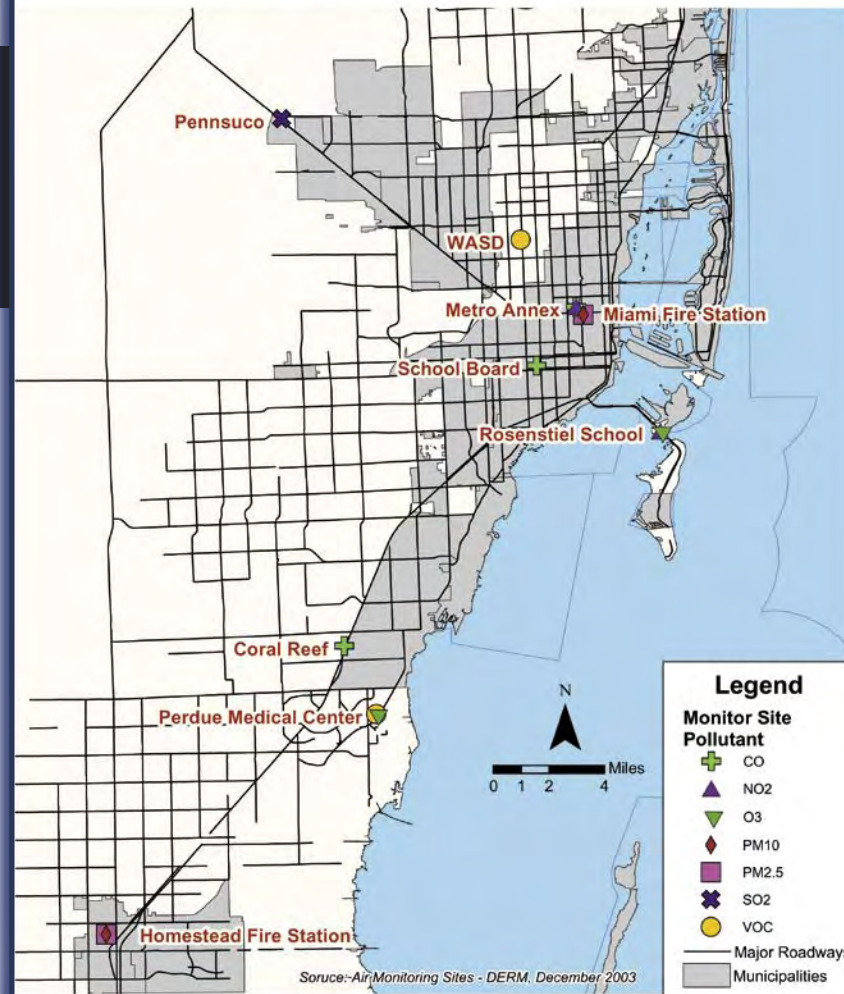 Pennsuco
WASD
Metro Annex
Miami Fire Station
School Board
Rosenstiel School
Coral Reef
Perdue Medical Center
Homestead Fire Station
N
Miles
0 1 2 4
Legend
Monitor Site
Pollutant
CO
NO2
O3
PM10
PM2.5
SO2
VOC
Major Roadways
Municipalities
Soruce:-Air Monitoring Sites - DERM, December 2003